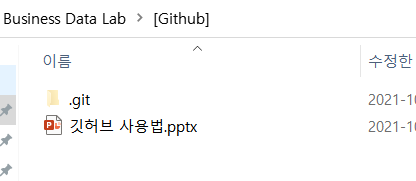 Business Data Lab > [Github]
이름 수정한
.git 2021-10
깃허브 사용법.pptx 2021-10